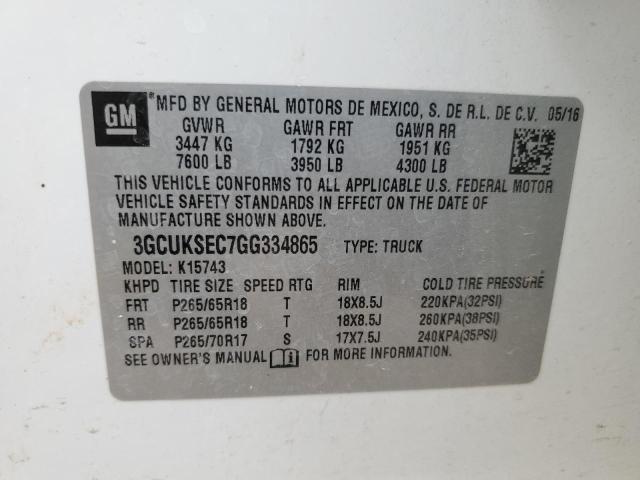 GM
*MFD BY GENERAL MOTORS DE MEXICO, S. DE R.L. DE C.V. 05/16
GVWR GAWR FRT GAWR RR
3447 KG 1792 KG 1951 KG
7600 LB 3950 LB 4300 LB
THIS VEHICLE CONFORMS TO ALL APPLICABLE U.S. FEDERAL MOTOR
VEHICLE SAFETY STANDARDS IN EFFECT ON THE DATE OF
MANUFACTURE SHOWN ABOVE.
3GCUKSEC7GG334865 TYPE: TRUCK
MODEL: K15743
KHPD TIRE SIZE SPEED RTG RIM COLD TIRE PRESSURE
FRT P265/65R18 T 18X8.5J 220KPA(32PSI)
RR P265/65R18 T 18X8.5J 260KPA(38PSI)
SPA P265/70R17 S 17X7.5J 240KPA(35PSI)
SEE OWNER'S MANUAL FOR MORE INFORMATION.